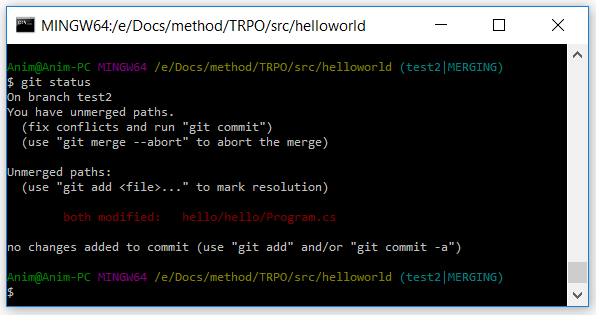 MINGW64:/e/Docs/method/TRPO/src/helloworld
Anim@Anim-PC MINGW64 /e/Docs/method/TRPO/src/helloworld (test2|MERGING)
$ git status
On branch test2
You have unmerged paths.
  (fix conflicts and run "git commit")
  (use "git merge --abort" to abort the merge)

Unmerged paths:
  (use "git add <file>..." to mark resolution)

        both modified:   hello/hello/Program.cs

no changes added to commit (use "git add" and/or "git commit -a")

Anim@Anim-PC MINGW64 /e/Docs/method/TRPO/src/helloworld (test2|MERGING)
$